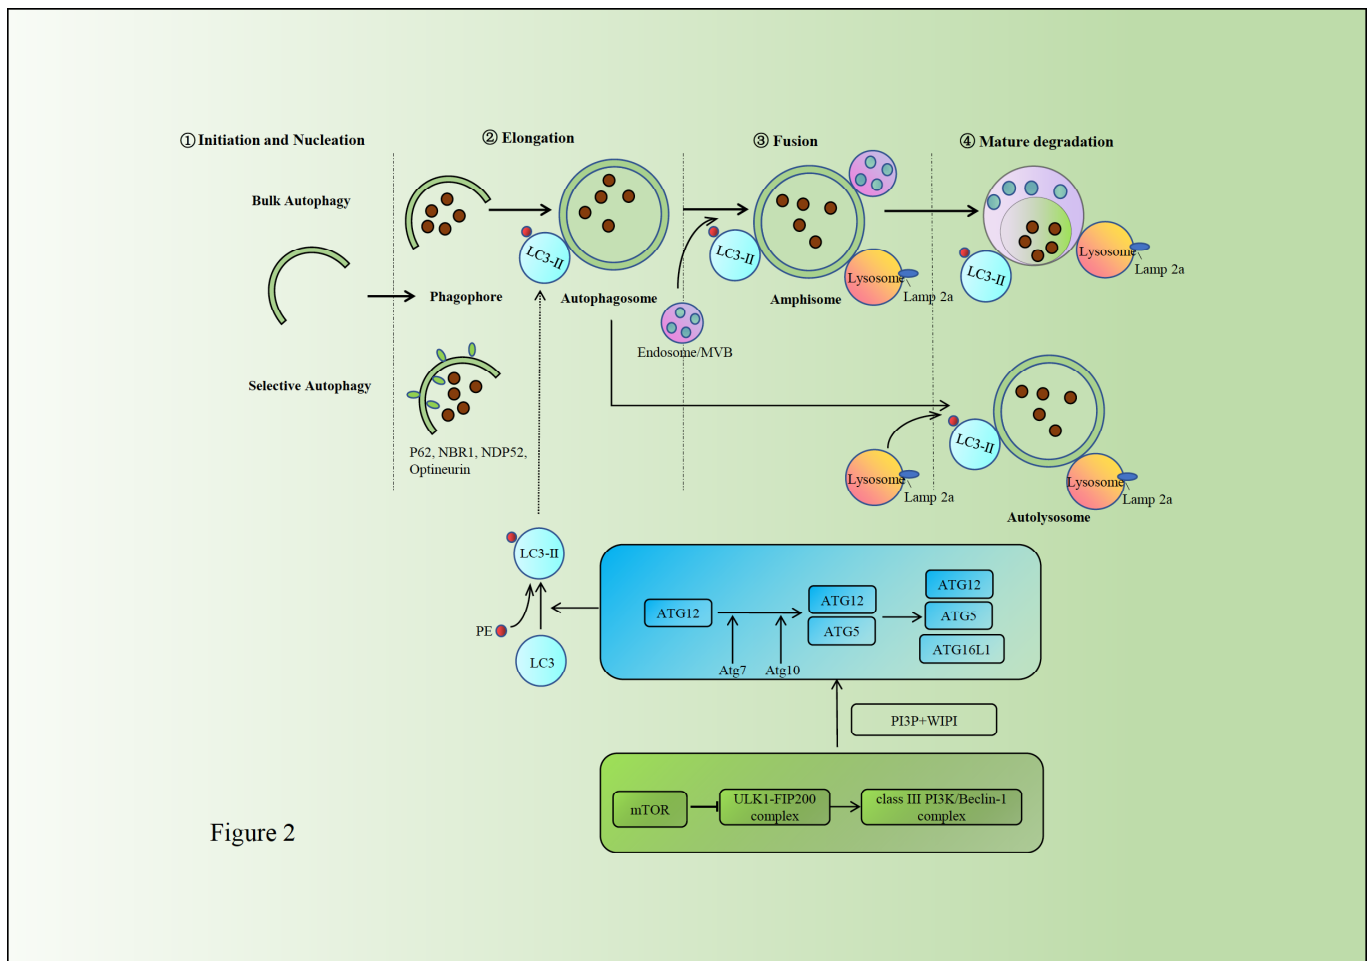 ① Initiation and Nucleation
② Elongation
③ Fusion
④ Mature degradation
Bulk Autophagy
Selective Autophagy
Phagophore
P62, NBR1, NDP52,
Optineurin
LC3-II
Autophagosome
Endosome/MVB
LC3-II
Amphisome
Lysosome
Lamp 2a
LC3-II
Lysosome
Lamp 2a
Lysosome
Lamp 2a
LC3-II
Lysosome
Lamp 2a
Autolysosome
LC3-II
PE
LC3
ATG12
Atg7
Atg10
ATG12
ATG5
ATG12
ATG5
ATG16L1
PI3P+WIPI
mTOR
ULK1-FIP200
complex
class III PI3K/Beclin-1
complex
Figure 2